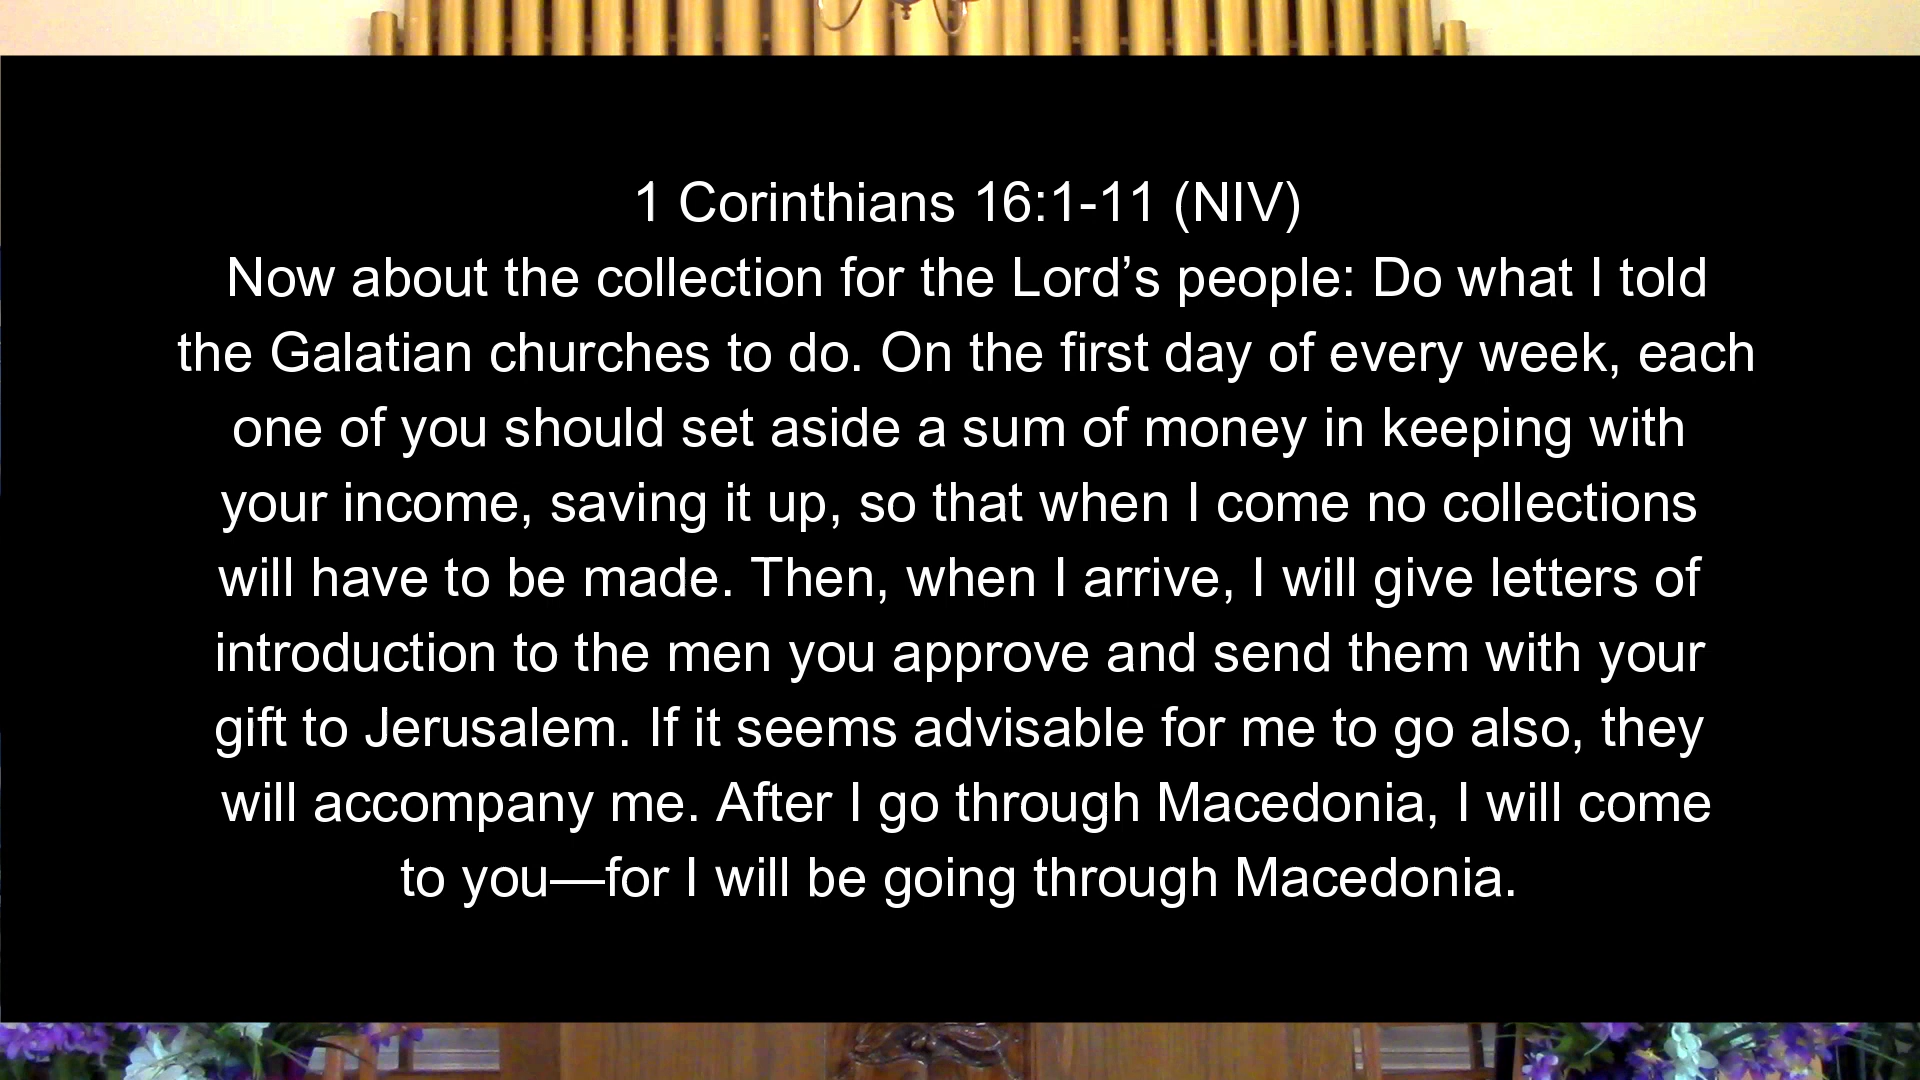 1 Corinthians 16:1-11 (NIV)
Now about the collection for the Lord’s people: Do what I told
the Galatian churches to do. On the first day of every week, each
one of you should set aside a sum of money in keeping with
your income, saving it up, so that when I come no collections
will have to be made. Then, when I arrive, I will give letters of
introduction to the men you approve and send them with your
gift to Jerusalem. If it seems advisable for me to go also, they
will accompany me. After I go through Macedonia, I will come
to you—for I will be going through Macedonia.